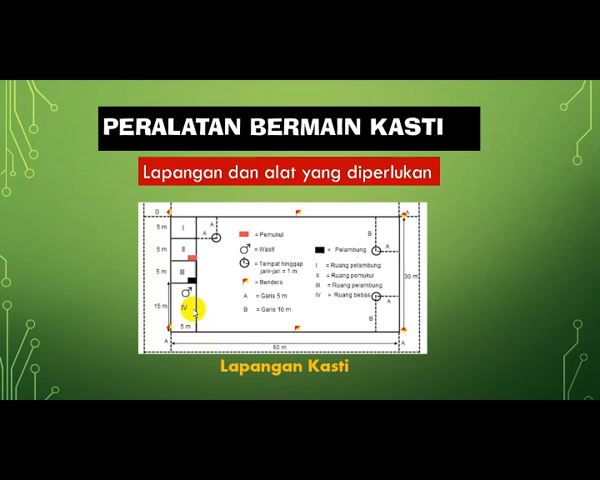 PERALATAN BERMAIN KASTI
Lapangan dan alat yang diperlukan
B A
5 m I A
A = Pemukul B
5 m II = Wasit = Pelambung A
= Tempat hinggap
jari-jari = 1 m I = Ruang pelambung
5 m III = Bendera II = Ruang pemukul 30 m
III = Ruang pelambung
A = Garis 5 m IV = Ruang bebas A
15 m IV B = Garis 10 m B
5 m
A 60 m A
Lapangan Kasti